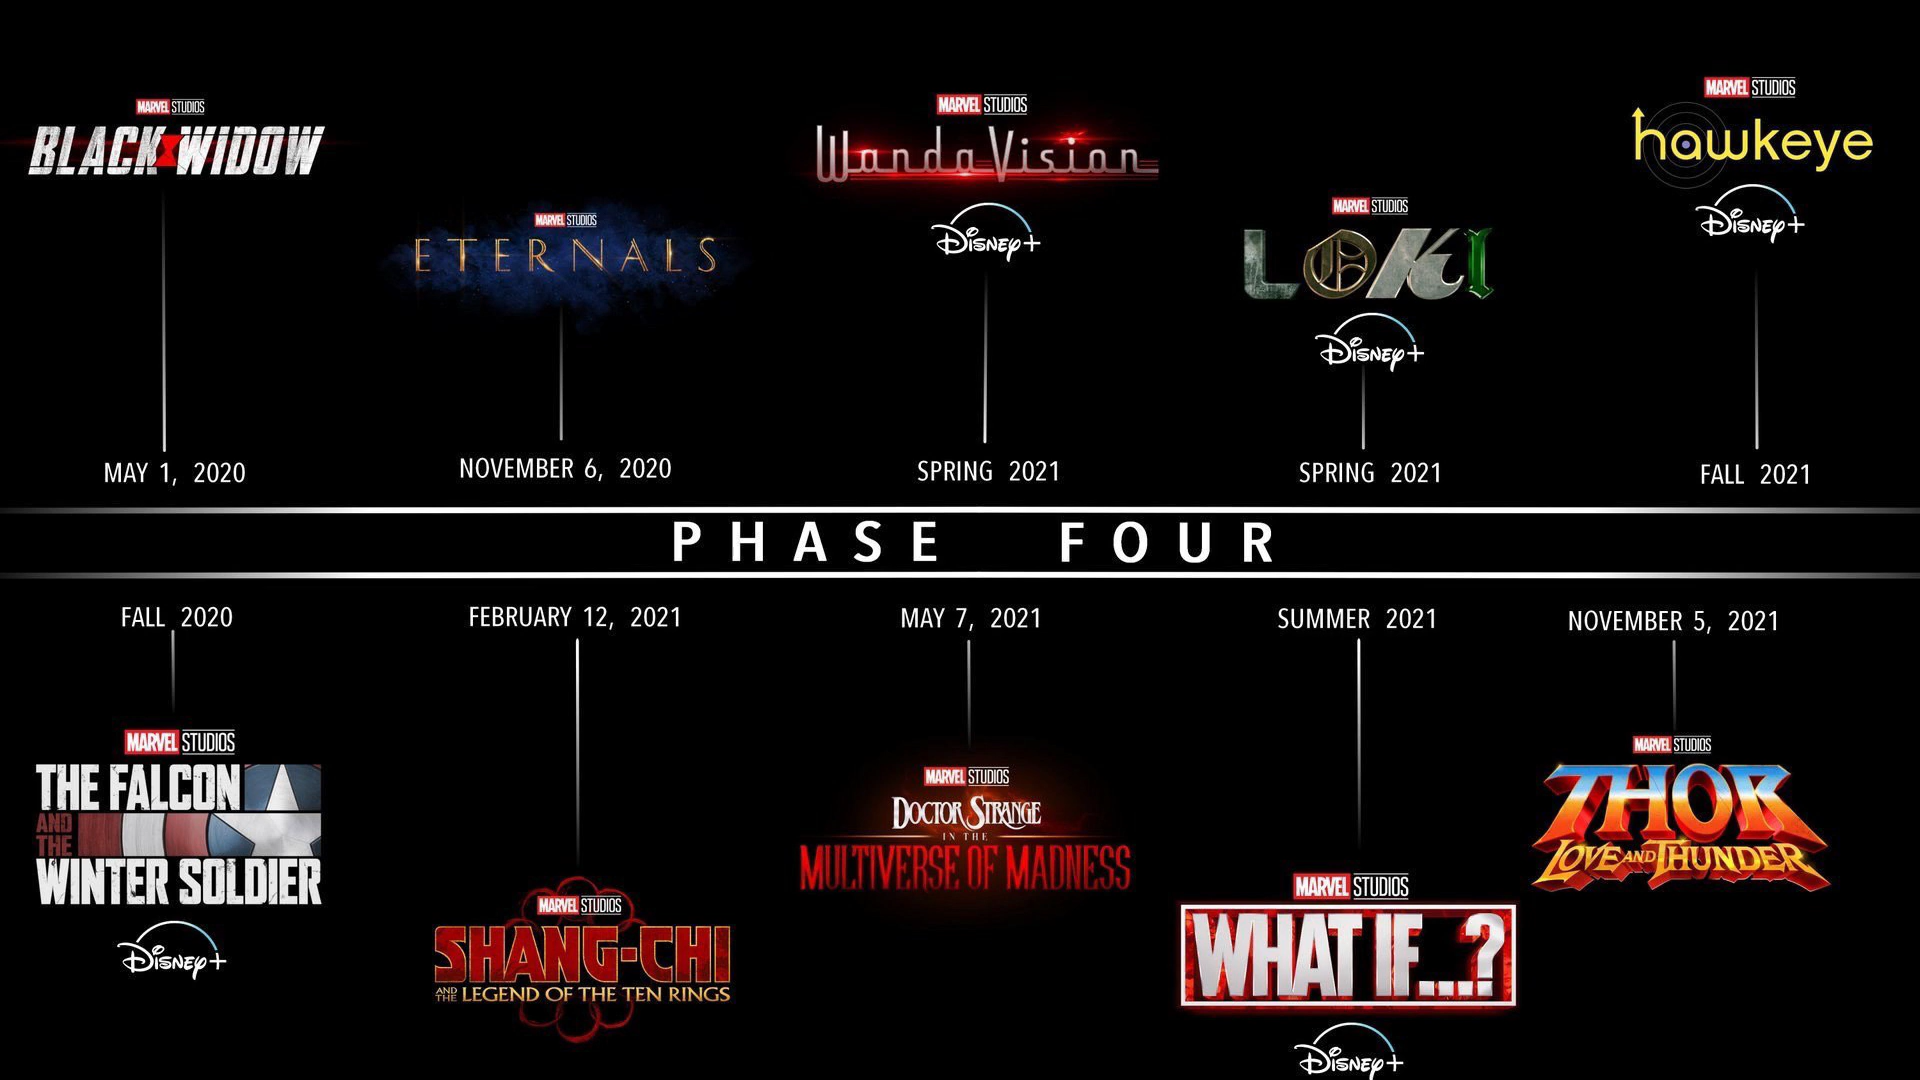 MARVEL STUDIOS
BLACK WIDOW
MAY 1, 2020
MARVEL STUDIOS
ETERNALS
NOVEMBER 6, 2020
MARVEL STUDIOS
WandaVision
Disney+
SPRING 2021
MARVEL STUDIOS
LOKI
Disney+
SPRING 2021
MARVEL STUDIOS
hawkeye
Disney+
FALL 2021
PHASE FOUR
FALL 2020
MARVEL STUDIOS
THE FALCON
AND
THE
WINTER SOLDIER
Disney+
FEBRUARY 12, 2021
MARVEL STUDIOS
SHANG-CHI
AND THE LEGEND OF THE TEN RINGS
MAY 7, 2021
MARVEL STUDIOS
DOCTOR STRANGE
IN THE
MULTIVERSE OF MADNESS
SUMMER 2021
MARVEL STUDIOS
WHAT IF...?
Disney+
NOVEMBER 5, 2021
MARVEL STUDIOS
THOR
LOVE AND THUNDER